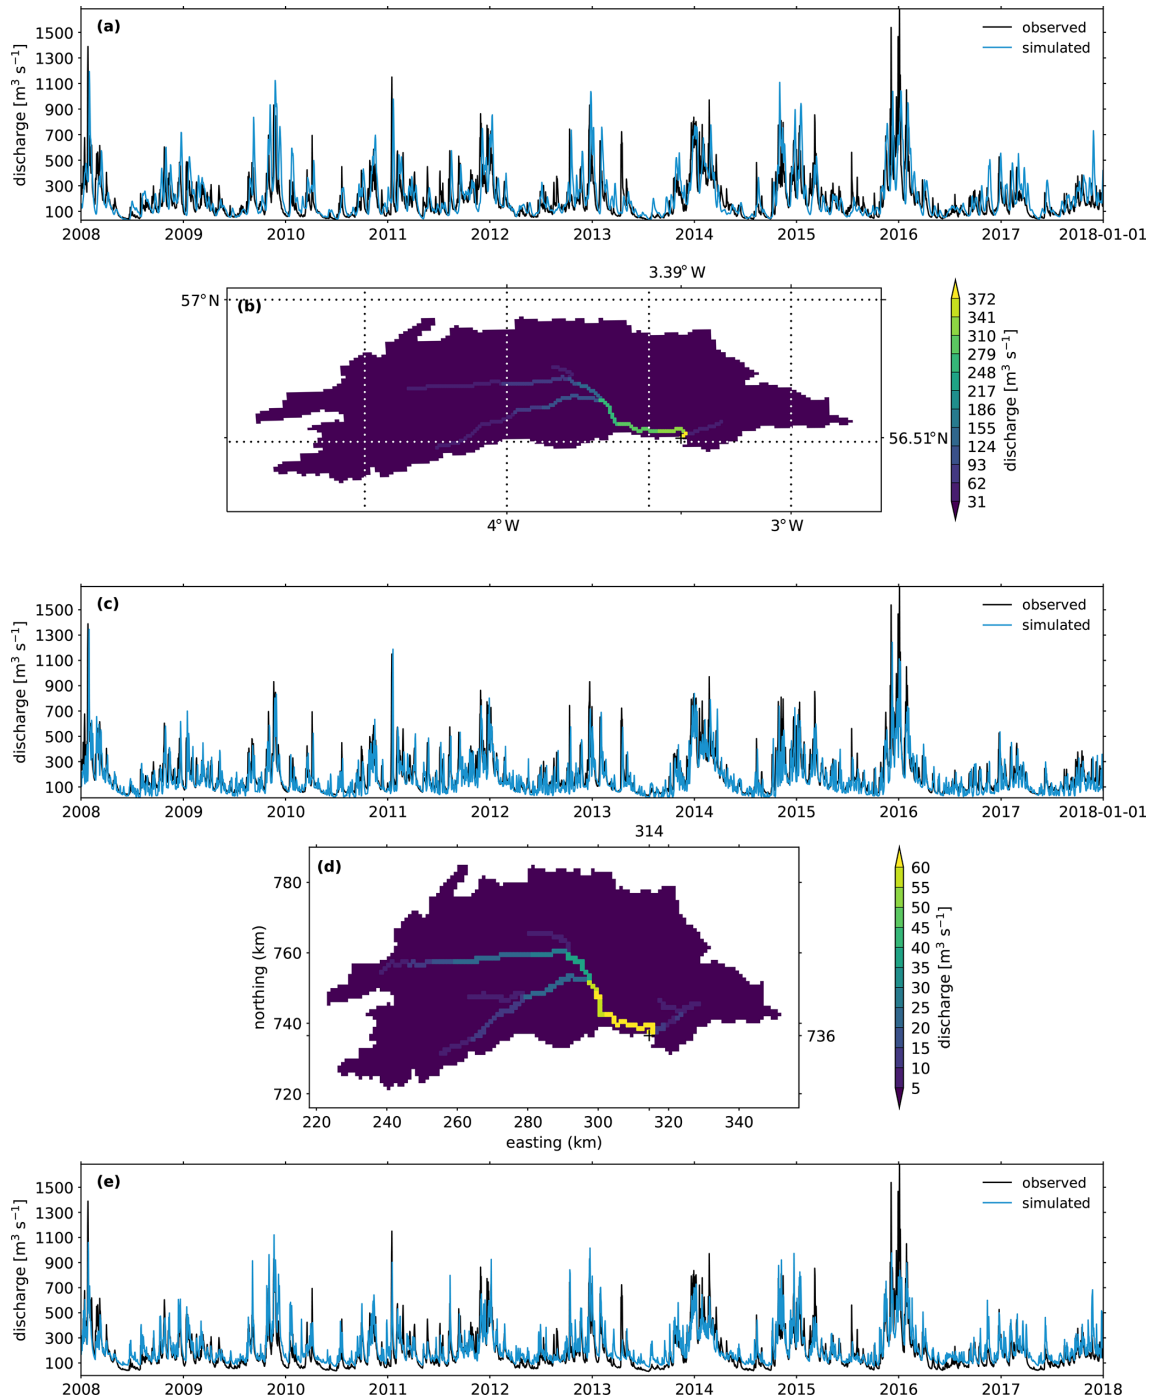 (a)
observed
simulated
discharge [m³ s⁻¹]
1500
1300
1100
900
700
500
300
100
2008 2009 2010 2011 2012 2013 2014 2015 2016 2017 2018-01-01
3.39° W
(b)
57° N
56.51° N
4° W 3° W
372
341
310
279
248
217
186
155
124
93
62
31
discharge [m³ s⁻¹]
(c)
observed
simulated
discharge [m³ s⁻¹]
1500
1300
1100
900
700
500
300
100
2008 2009 2010 2011 2012 2013 2014 2015 2016 2017 2018-01-01
314
(d)
northing (km)
780
760
740
720
736
220 240 260 280 300 320 340
easting (km)
60
55
50
45
40
35
30
25
20
15
10
5
discharge [m³ s⁻¹]
(e)
observed
simulated
discharge [m³ s⁻¹]
1500
1300
1100
900
700
500
300
100
2008 2009 2010 2011 2012 2013 2014 2015 2016 2017 2018